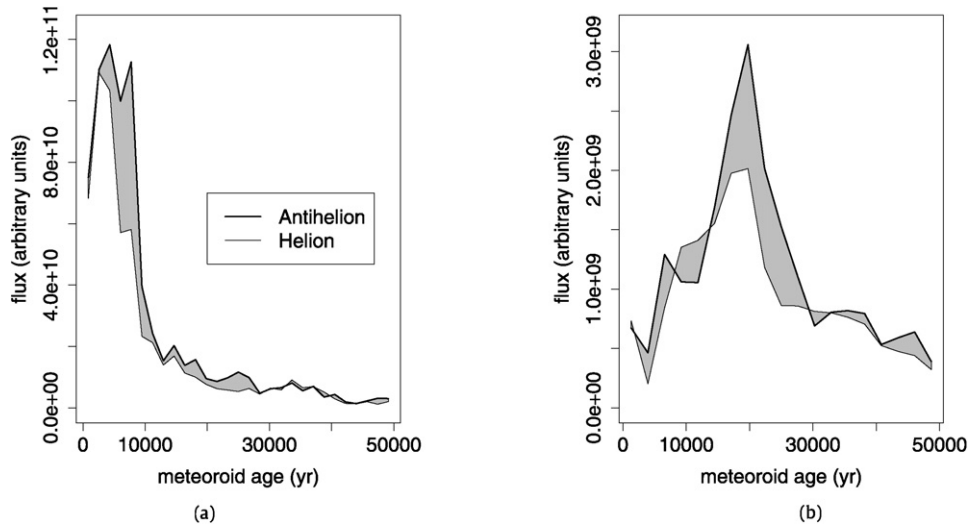 flux (arbitrary units)
0.0e+00
4.0e+10
8.0e+10
1.2e+11
Antihelion
Helion
0
10000
30000
50000
meteoroid age (yr)
(a)
flux (arbitrary units)
0.0e+00
1.0e+09
2.0e+09
3.0e+09
0
10000
30000
50000
meteoroid age (yr)
(b)